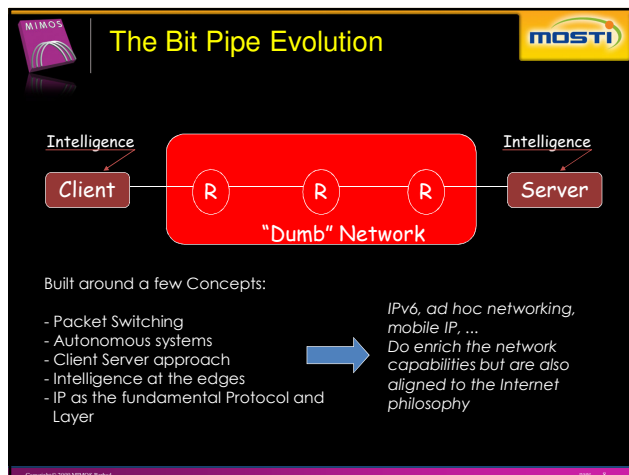 MIMOS
The Bit Pipe Evolution
mosti
Intelligence
Intelligence
Client
R
R
R
Server
“Dumb” Network
Built around a few Concepts:
- Packet Switching
- Autonomous systems
- Client Server approach
- Intelligence at the edges
- IP as the fundamental Protocol and
Layer
IPv6, ad hoc networking,
mobile IP, ...
Do enrich the network
capabilities but are also
aligned to the Internet
philosophy